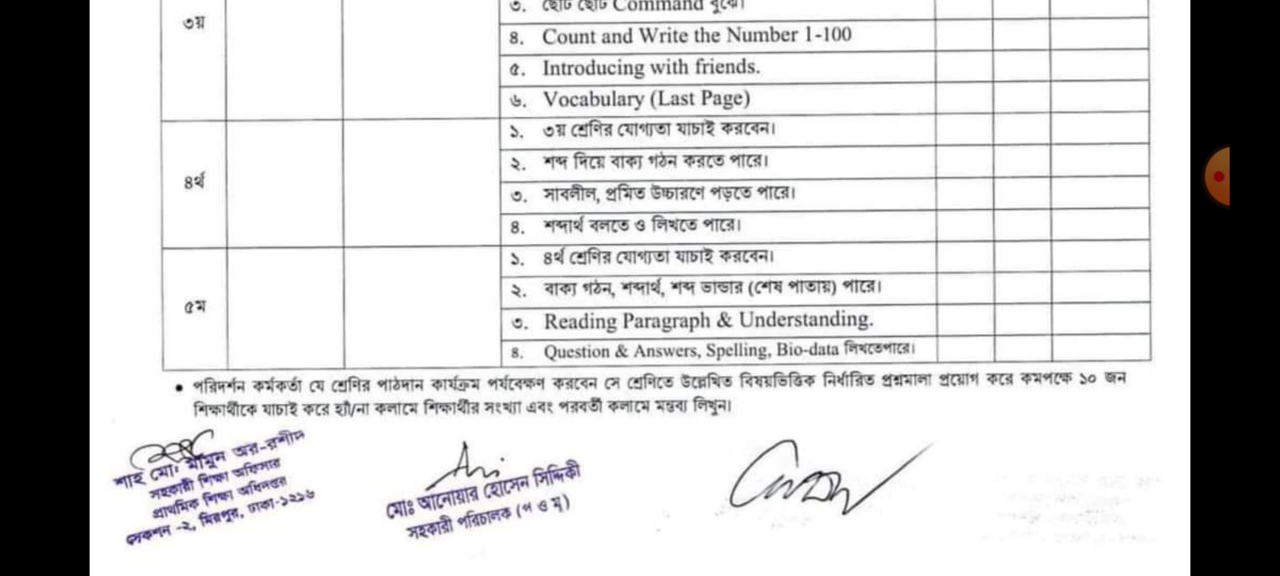 ৩. ছোট ছোট Command বুঝে।
৩য়
৪. Count and Write the Number 1-100
৫. Introducing with friends.
৬. Vocabulary (Last Page)
৪র্থ
১. ৩য় শ্রেণির যোগ্যতা যাচাই করবেন।
২. শব্দ দিয়ে বাক্য গঠন করতে পারে।
৩. সাবলীল, প্রমিত উচ্চারণে পড়তে পারে।
৪. শব্দার্থ বলতে ও লিখতে পারে।
৫ম
১. ৪র্থ শ্রেণির যোগ্যতা যাচাই করবেন।
২. বাক্য গঠন, শব্দার্থ, শব্দ ভান্ডার (শেষ পাতায়) পারে।
৩. Reading Paragraph & Understanding.
৪. Question & Answers, Spelling, Bio-data লিখতেপারে।
• পরিদর্শন কর্মকর্তা যে শ্রেণির পাঠদান কার্যক্রম পর্যবেক্ষণ করবেন সে শ্রেণিতে উল্লেখিত বিষয়ভিত্তিক নির্ধারিত প্রশ্নমালা প্রয়োগ করে কমপক্ষে ১০ জন
শিক্ষার্থীকে যাচাই করে হ্যাঁ/না কলামে শিক্ষার্থীর সংখ্যা এবং পরবর্তী কলামে মন্তব্য লিখুন।
শাহ মোঃ মামুন অর-রশীদ
সহকারী শিক্ষা অফিসার
প্রাথমিক শিক্ষা অধিদপ্তর
সেকশন -২, মিরপুর, ঢাকা-১২১৬
মোঃ আনোয়ার হোসেন সিদ্দিকী
সহকারী পরিচালক (প ও মূ)